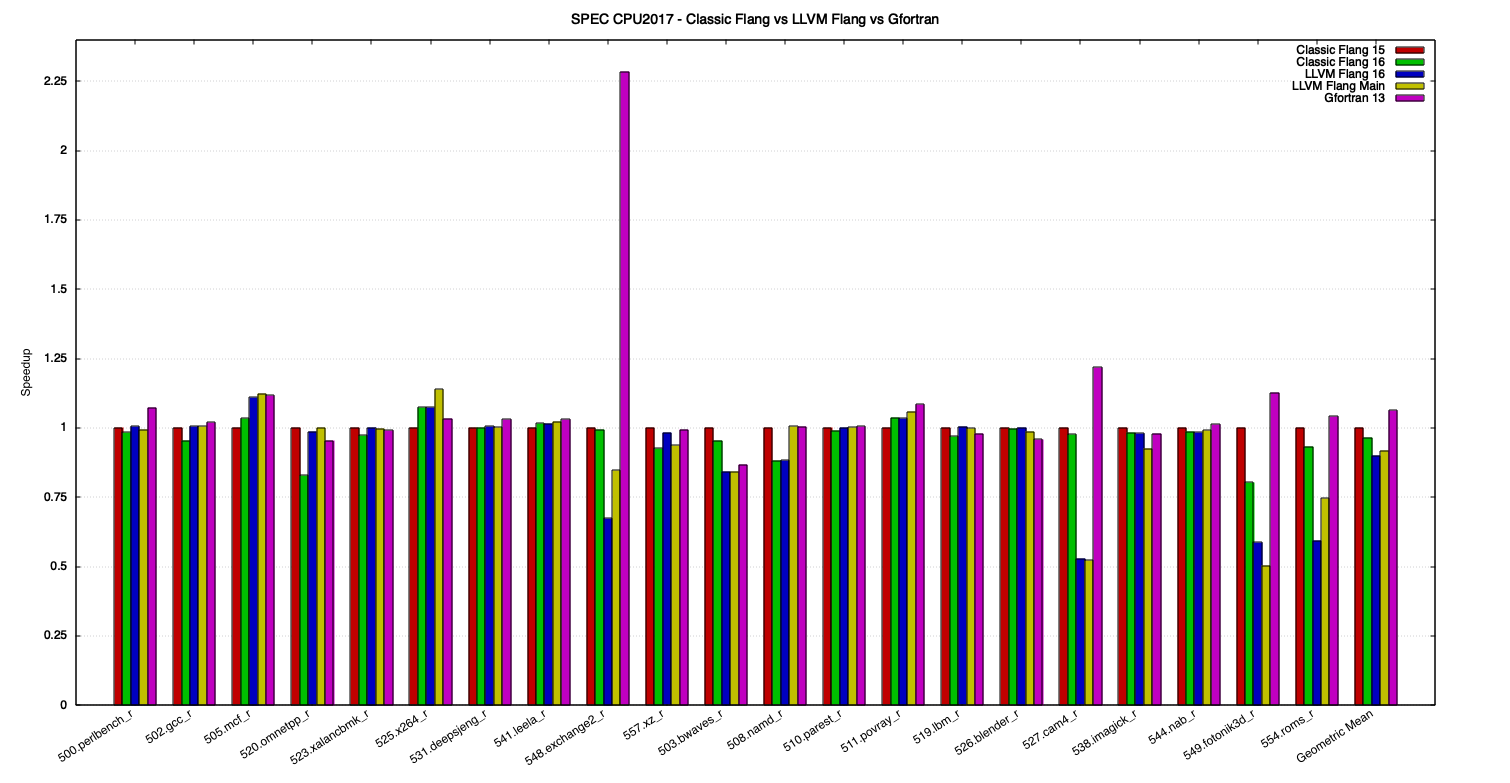 SPEC CPU2017 - Classic Flang vs LLVM Flang vs Gfortran
Classic Flang 15
Classic Flang 16
LLVM Flang 16
LLVM Flang Main
Gfortran 13
Speedup
2.25
2
1.75
1.5
1.25
1
0.75
0.5
0.25
0
500.perlbench_r
502.gcc_r
505.mcf_r
520.omnetpp_r
523.xalancbmk_r
525.x264_r
531.deepsjeng_r
541.leela_r
548.exchange2_r
557.xz_r
503.bwaves_r
508.namd_r
510.parest_r
511.povray_r
519.lbm_r
526.blender_r
527.cam4_r
538.imagick_r
544.nab_r
549.fotonik3d_r
554.roms_r
Geometric Mean